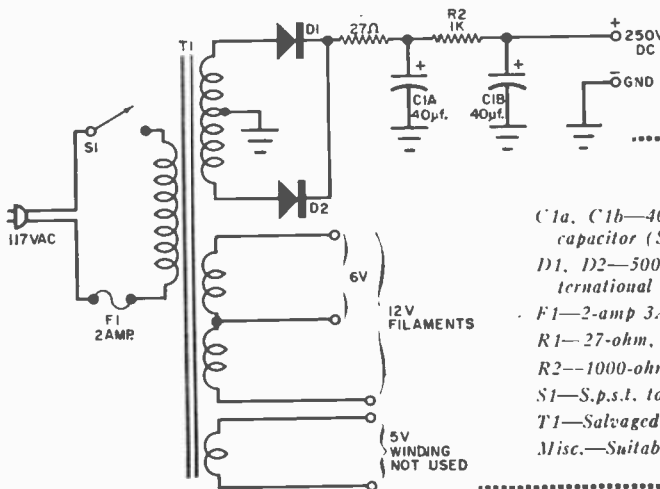 T1
D1
27Ω
R2
1K
+
250V
DC
+
C1A
40µf.
+
C1B
40µf.
–
GND
S1
D2
117VAC
F1
2AMP.
6V
12V
FILAMENTS
5V
WINDING
NOT USED
C1a, C1b—40
capacitor (S
D1, D2—500
ternational
F1—2-amp 3A
R1—27-ohm,
R2--1000-ohm
S1—S.p.s.t. to
T1—Salvaged
Misc.—Suitab